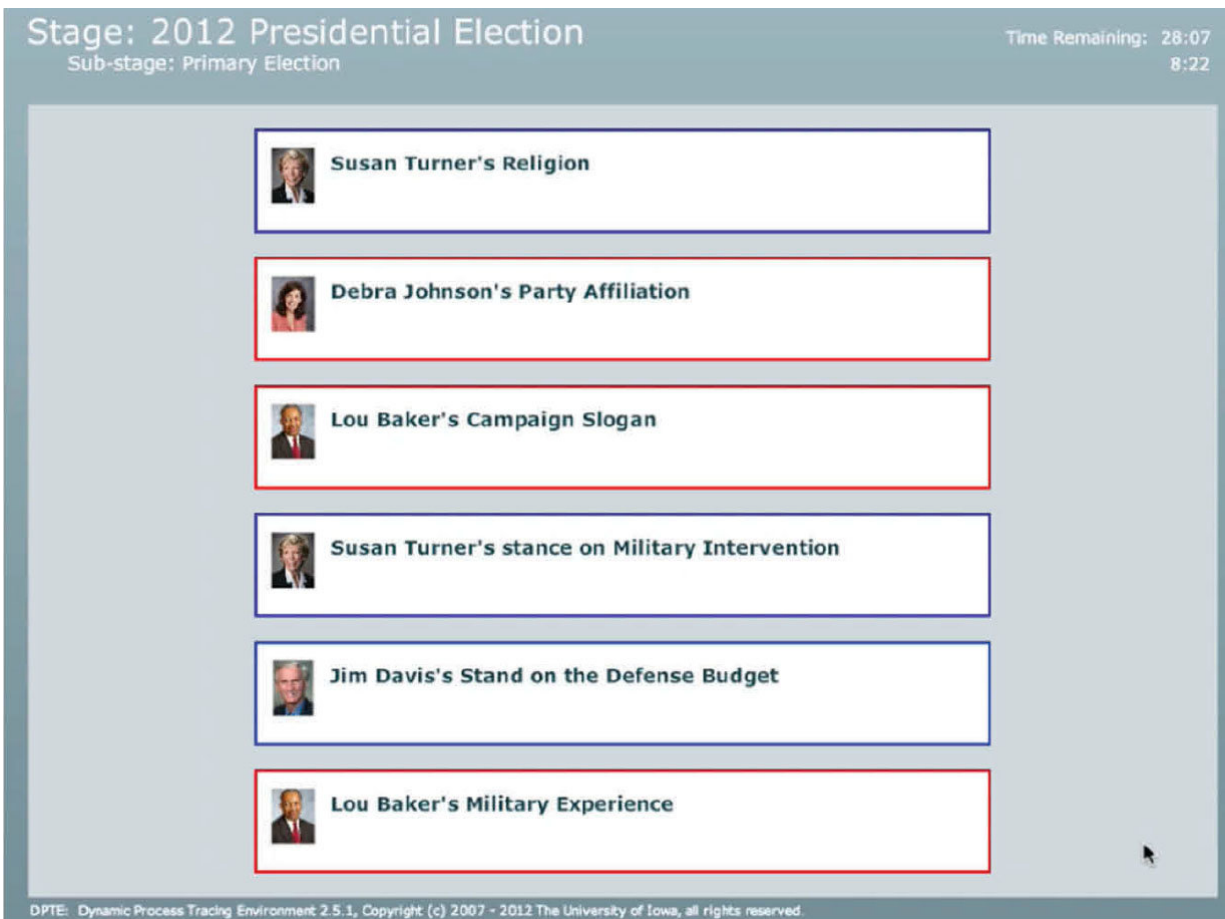 Stage: 2012 Presidential Election
Time Remaining: 28:07
Sub-stage: Primary Election
8:22
Susan Turner's Religion
Debra Johnson's Party Affiliation
Lou Baker's Campaign Slogan
Susan Turner's stance on Military Intervention
Jim Davis's Stand on the Defense Budget
Lou Baker's Military Experience
DPTE: Dynamic Process Tracing Environment 2.5.1, Copyright (c) 2007 - 2012 The University of Iowa, all rights reserved.